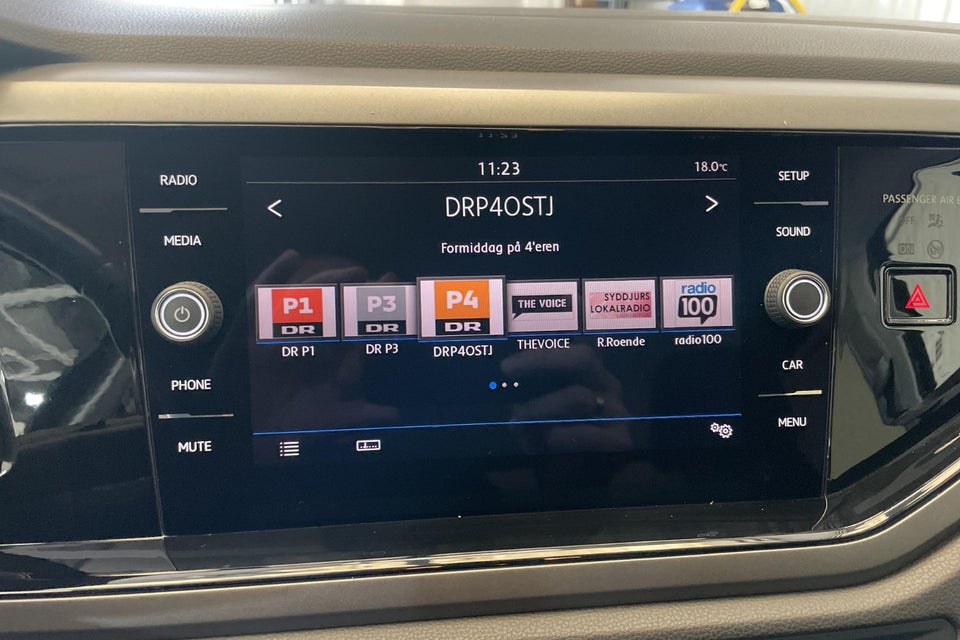 11:23
18.0°C
RADIO
SETUP
PASSENGER AIR B
OFF
DRP4OSTJ
MEDIA
SOUND
Formiddag på 4'eren
P1
DR
P3
DR
P4
DR
THE VOICE
SYDDJURS
LOKALRADIO
radio
100
DR P1
DR P3
DRP4OSTJ
THEVOICE
R.Roende
radio100
PHONE
CAR
MUTE
MENU